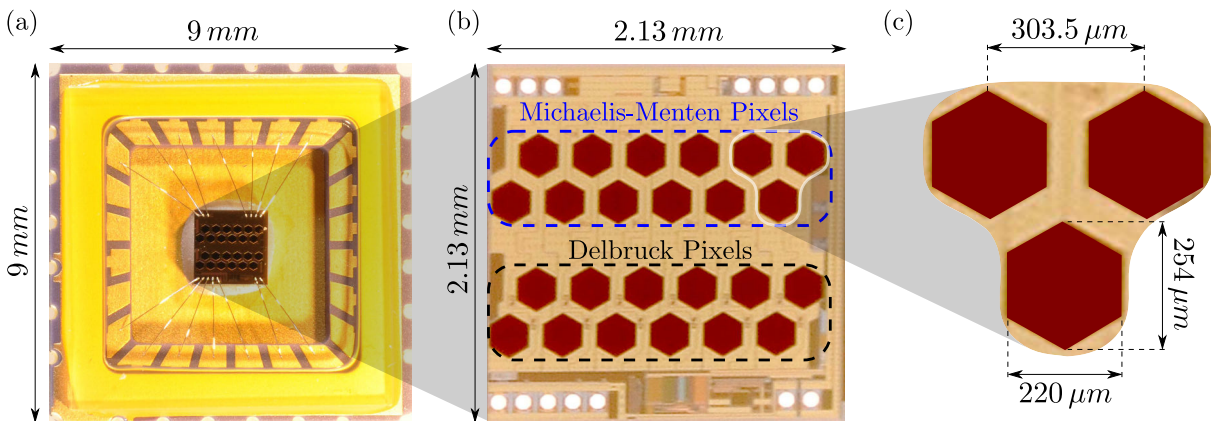 (a)
9 mm
9 mm
(b)
2.13 mm
2.13 mm
Michaelis-Menten Pixels
Delbruck Pixels
(c)
303.5 μm
254 μm
220 μm